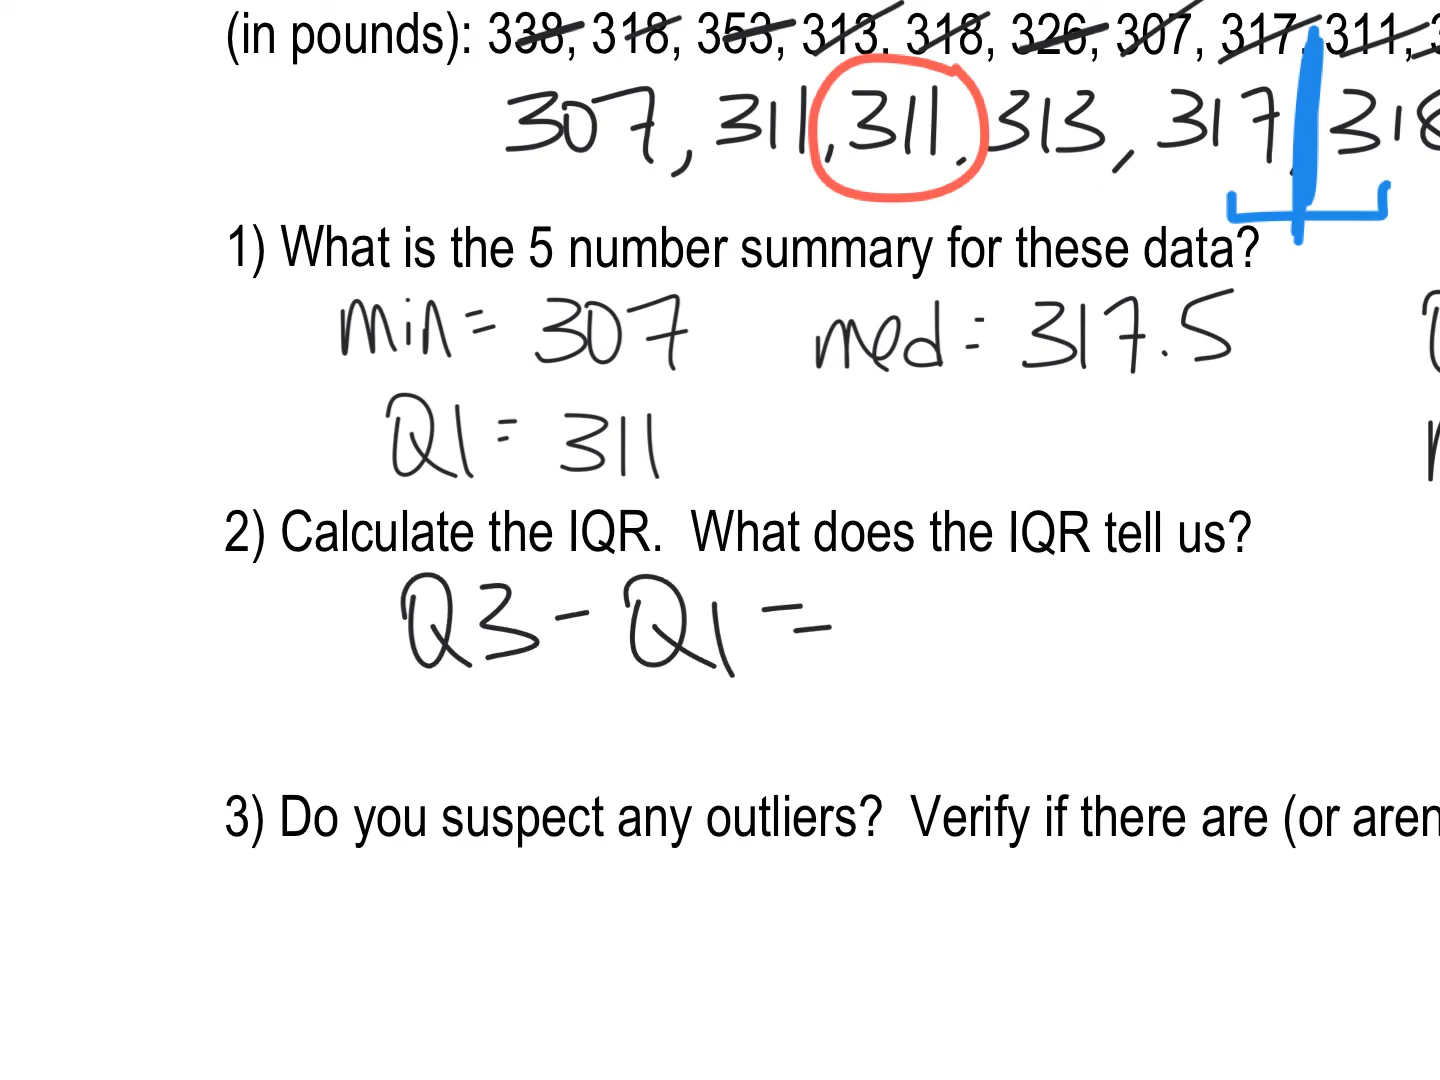 (in pounds): 338, 318, 353, 313. 318, 326, 307, 317, 311,
307, 311, 311, 313, 317, 318
1) What is the 5 number summary for these data?
min = 307 med = 317.5
Q1 = 311
2) Calculate the IQR. What does the IQR tell us?
Q3 - Q1 =
3) Do you suspect any outliers? Verify if there are (or aren